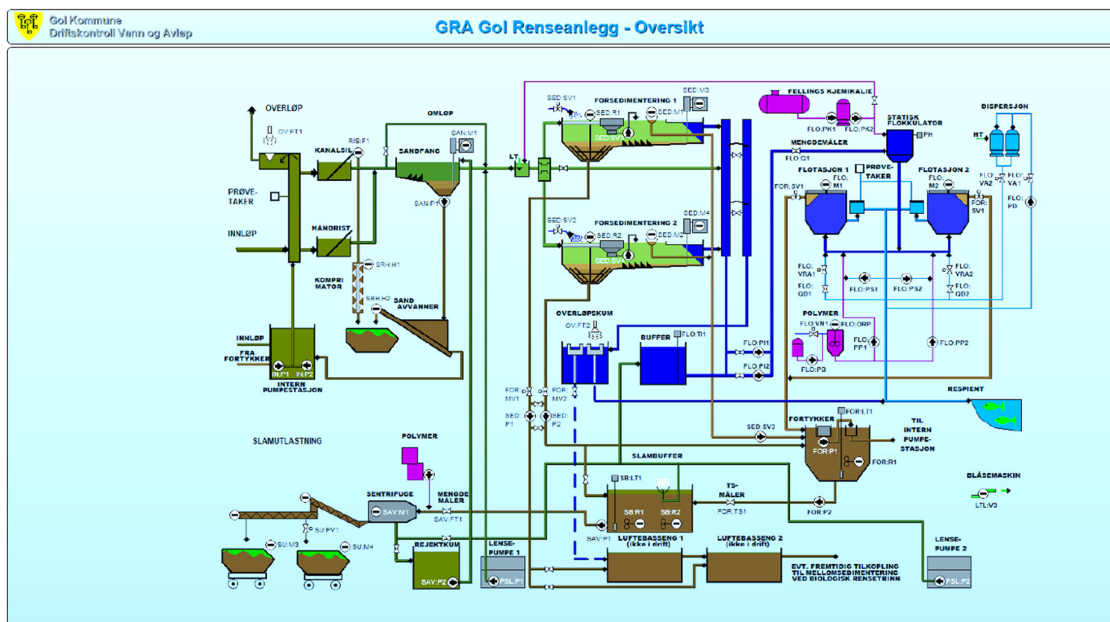 Gol Kommune
Driftskontroll Vann og Avløp
GRA Gol Renseanlegg - Oversikt
OVERLØP
OV:FT1
OMLØP
RIS:F1
KANALSIL
SAN:M1
SANDFANG
LT
SAN:P1
PRØVE-
TAKER
INNLØP
HANDRIST
KOMPRI
MATOR
SRH:H1
SRH:H2
SAND
AVVANNER
INNLØP
FRA
FORTYKKER
IN:P1
IN:P2
INTERN
PUMPESTASJON
SED:SV1
FORSEDIMENTERING 1
SED:R1
SED:M1
SED:M3
SED:SV2
FORSEDIMENTERING 2
SED:R2
SED:M2
SED:M4
FELLINGS KJEMIKALIE
FLO:PK1
FLO:PK2
STATISK
FLOKKULATOR
PH
MENGDEMÅLER
FLO:Q1
DISPERSJON
HT
FLO:
VA2
FLO:
VA1
FLO:
PD
FLOTASJON 1
FLO:
M1
PRØVE-
TAKER
FLOTASJON 2
FLO:
M2
FOR:SV1
FOR:
SV1
FLO:
VRA1
FLO:
QD1
FLO:PS1
FLO:PS2
FLO:
VRA2
FLO:
QD2
POLYMER
FLO:VN1
FLO:ORP
FLO:PB
FLO:
PP1
FLO:PP2
OVERLØPSKUM
OV:FT2
BUFFER
FLO:TI1
FLO:PI1
FLO:PI2
FOR:
MV1
FOR:
MV2
SED:
P1
SED:
P2
RESPIENT
FORTYKKER
FOR:LT1
SED:SV3
FOR:P1
FOR:R1
TIL
INTERN
PUMPE-
STASJON
SLAMUTLASTNING
POLYMER
SENTRIFUGE
SAV:M1
MENGDE
MÅLER
SAV:FT1
SLAMBUFFER
SB:LT1
SB:R1
SB:R2
SAV:P1
TS-
MÅLER
FOR:TS1
FOR:P2
BLÅSEMASKIN
LTL:V3
SU:PV1
SU:M3
SU:M4
REJEKTKUM
SAV:P2
LENSE-
PUMPE 1
PSL:P1
LUFTEBASSENG 1
(ikke i drift)
LUFTEBASSENG 2
(ikke i drift)
EVT. FREMTIDIG TILKOPLING
TIL MELLOMSEDIMENTERING
VED BIOLOGISK RENSETRINN
LENSE-
PUMPE 2
PSL:P2